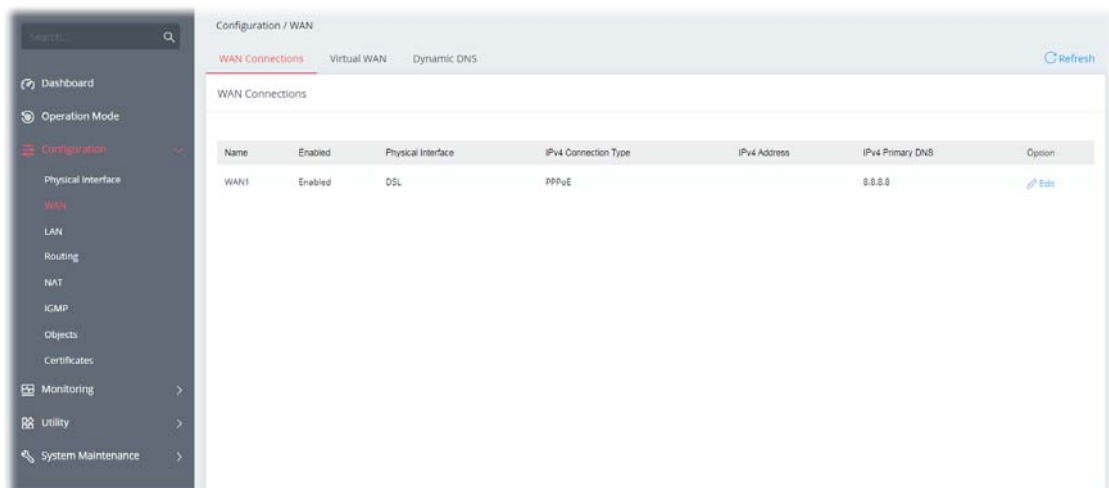 Search...
Dashboard
Operation Mode
Configuration
Physical Interface
WAN
LAN
Routing
NAT
IGMP
Objects
Certificates
Monitoring
Utility
System Maintenance
Configuration / WAN
WAN Connections Virtual WAN Dynamic DNS Refresh
WAN Connections
Name Enabled Physical Interface IPv4 Connection Type IPv4 Address IPv4 Primary DNS Option
WAN1 Enabled DSL PPPoE 8.8.8.8 Edit